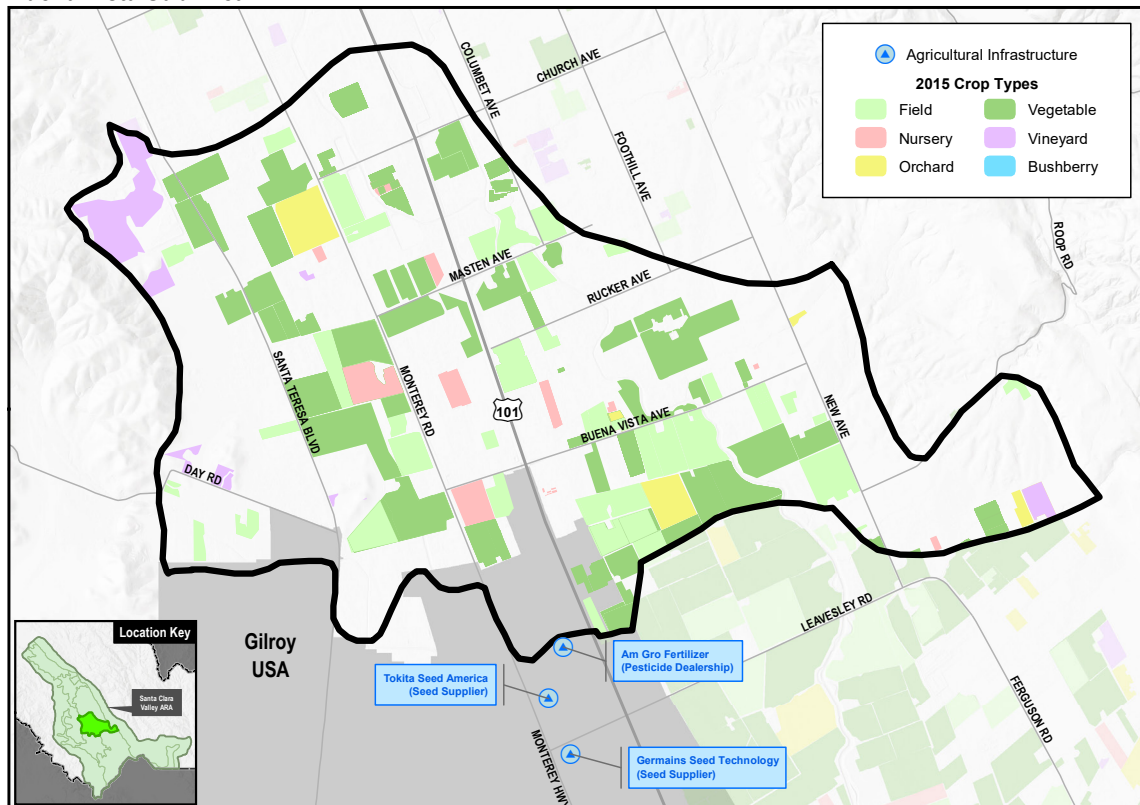 COLUMBET AVE
CHURCH AVE
FOOTHILL AVE
Agricultural Infrastructure
2015 Crop Types
Field
Vegetable
Nursery
Vineyard
Orchard
Bushberry
ROOP RD
MASTEN AVE
RUCKER AVE
SANTA TERESA BLVD
MONTEREY RD
101
BUENA VISTA AVE
NEW AVE
DAY RD
LEAVESLEY RD
FERGUSON RD
Location Key
Santa Clara
Valley ARA
Gilroy
USA
Am Gro Fertilizer
(Pesticide Dealership)
Tokita Seed America
(Seed Supplier)
Germains Seed Technology
(Seed Supplier)
MONTEREY HWY